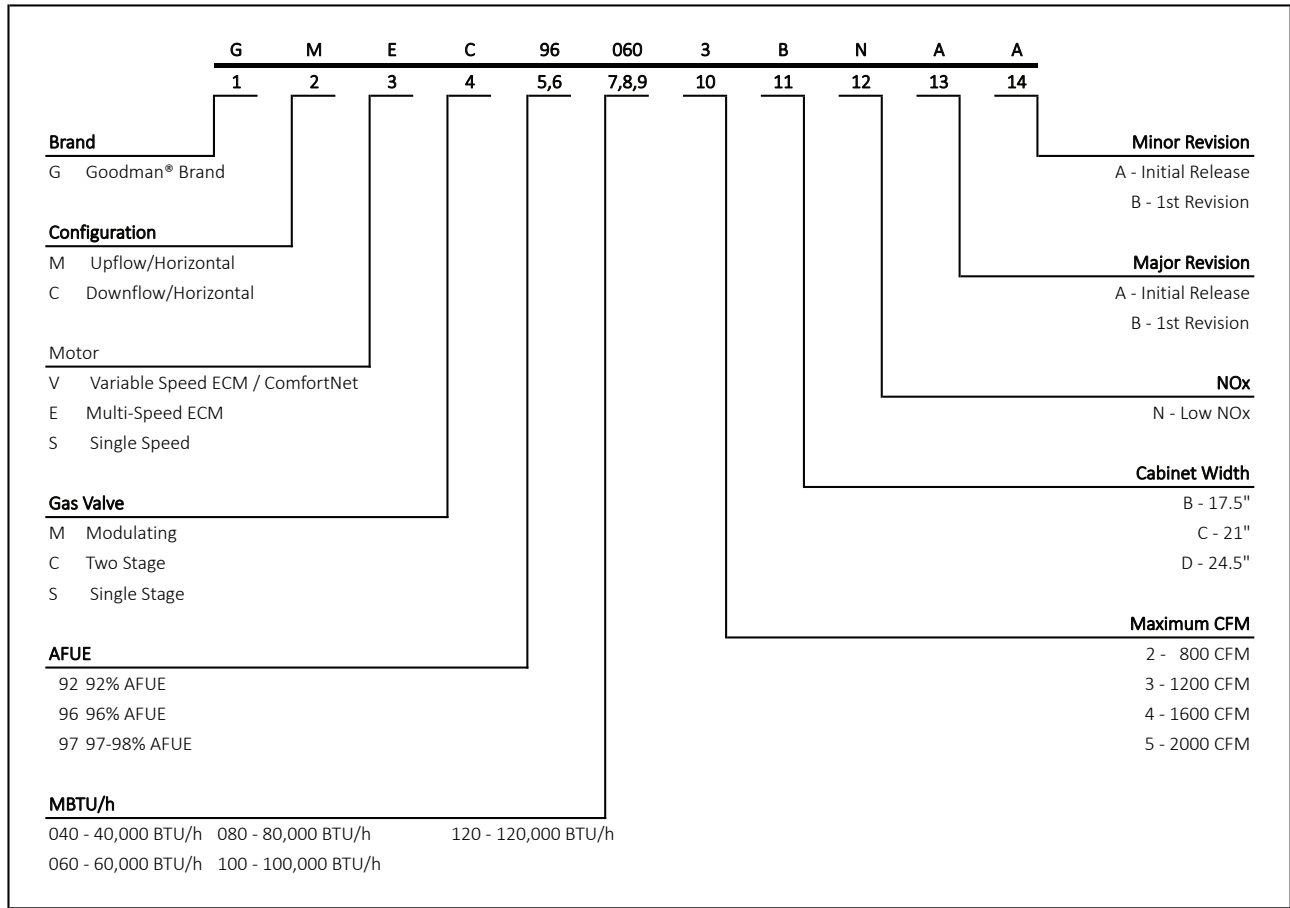 G M E C 96 060 3 B N A A
1 2 3 4 5,6 7,8,9 10 11 12 13 14
Brand
G Goodman® Brand
Configuration
M Upflow/Horizontal
C Downflow/Horizontal
Motor
V Variable Speed ECM / ComfortNet
E Multi-Speed ECM
S Single Speed
Gas Valve
M Modulating
C Two Stage
S Single Stage
AFUE
92 92% AFUE
96 96% AFUE
97 97-98% AFUE
MBTU/h
040 - 40,000 BTU/h 080 - 80,000 BTU/h 120 - 120,000 BTU/h
060 - 60,000 BTU/h 100 - 100,000 BTU/h
Minor Revision
A - Initial Release
B - 1st Revision
Major Revision
A - Initial Release
B - 1st Revision
NOx
N - Low NOx
Cabinet Width
B - 17.5"
C - 21"
D - 24.5"
Maximum CFM
2 - 800 CFM
3 - 1200 CFM
4 - 1600 CFM
5 - 2000 CFM